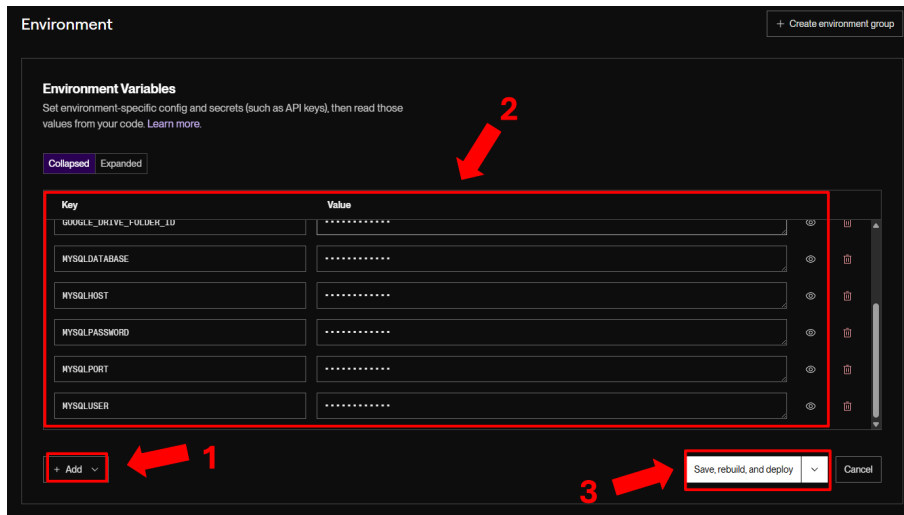 Environment
+ Create environment group
Environment Variables
Set environment-specific config and secrets (such as API keys), then read those
values from your code. Learn more.
2
Collapsed Expanded
Key Value
GOOGLE_DRIVE_FOLDER_ID ••••••••••••
MYSQLDATABASE ••••••••••••
MYSQLHOST ••••••••••••
MYSQLPASSWORD ••••••••••••
MYSQLPORT ••••••••••••
MYSQLUSER ••••••••••••
+ Add
1
Save, rebuild, and deploy
Cancel
3